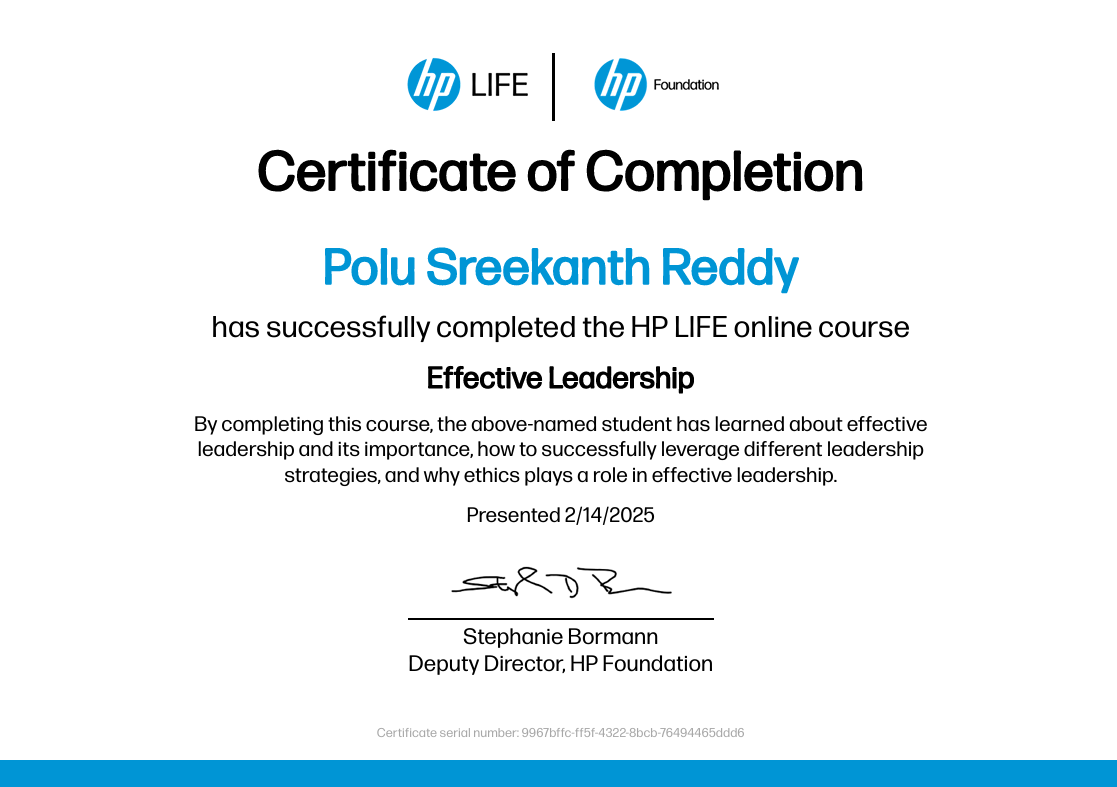 hp LIFE | hp Foundation
Certificate of Completion
Polu Sreekanth Reddy
has successfully completed the HP LIFE online course
Effective Leadership
By completing this course, the above-named student has learned about effective
leadership and its importance, how to successfully leverage different leadership
strategies, and why ethics plays a role in effective leadership.
Presented 2/14/2025
Stephanie Bormann
Deputy Director, HP Foundation
Certificate serial number: 9967bffc-ff5f-4322-8bcb-76494465ddd6